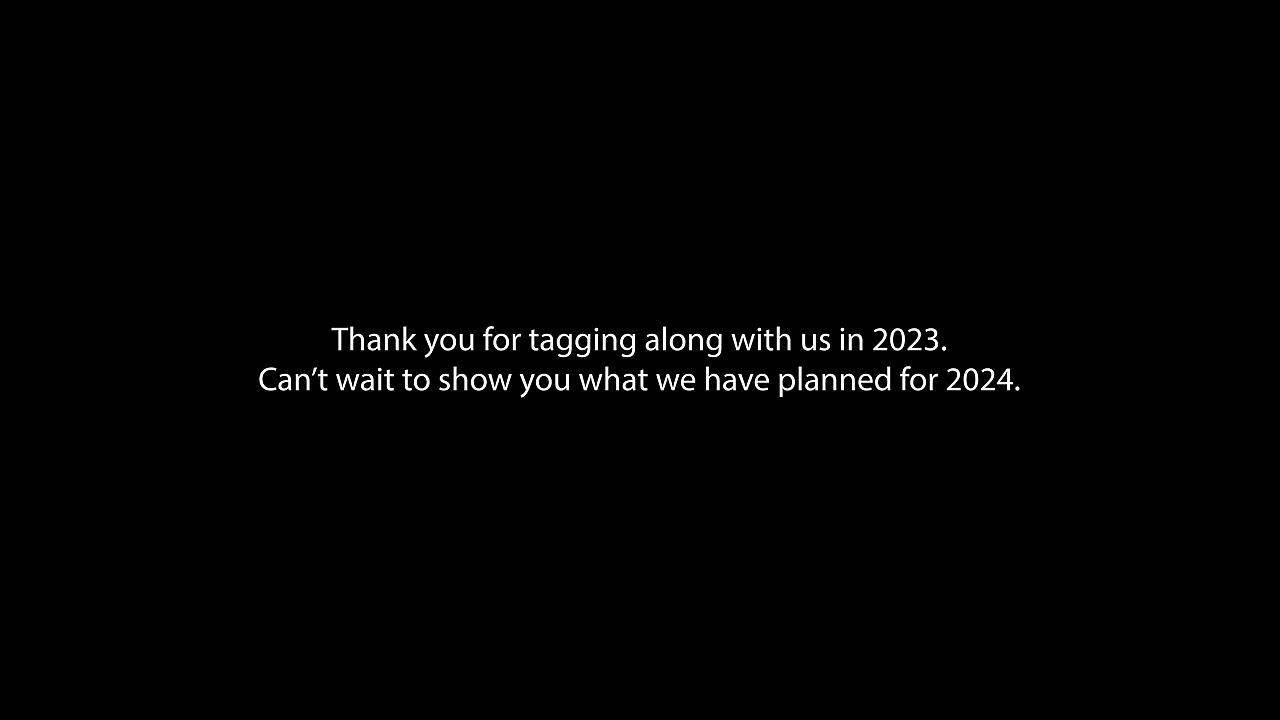 Thank you for tagging along with us in 2023.
Can’t wait to show you what we have planned for 2024.